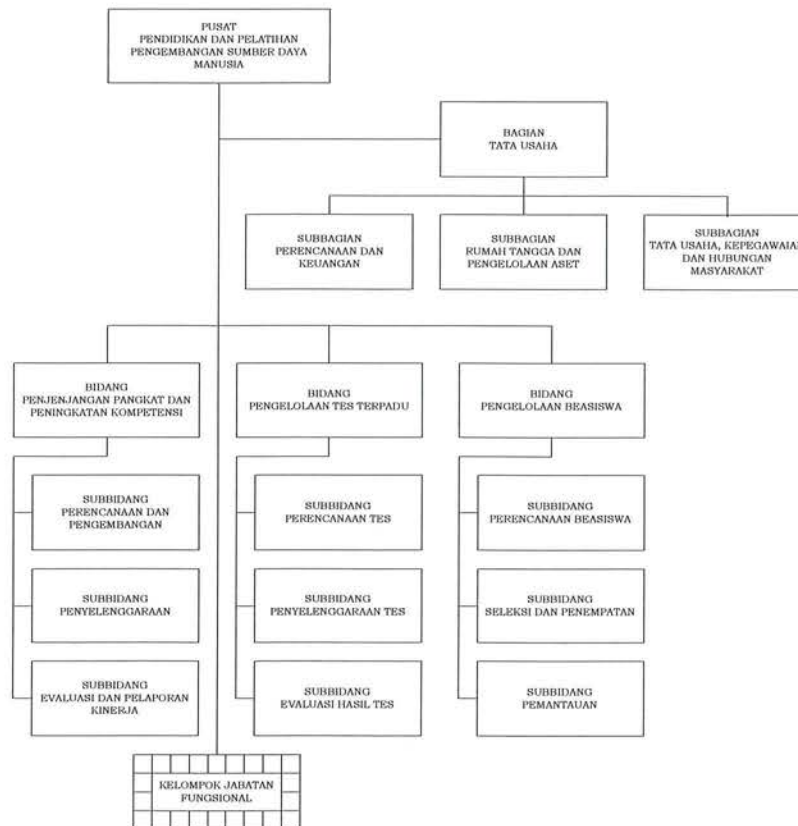 PUSAT
PENDIDIKAN DAN PELATIHAN
PENGEMBANGAN SUMBER DAYA
MANUSIA
BAGIAN
TATA USAHA
SUBBAGIAN
PERENCANAAN DAN
KEUANGAN
SUBBAGIAN
RUMAH TANGGA DAN
PENGELOLAAN ASET
SUBBAGIAN
TATA USAHA, KEPEGAWAIAN
DAN HUBUNGAN
MASYARAKAT
BIDANG
PENJENJANGAN PANGKAT DAN
PENINGKATAN KOMPETENSI
BIDANG
PENGELOLAAN TES TERPADU
BIDANG
PENGELOLAAN BEASISWA
SUBBIDANG
PERENCANAAN DAN
PENGEMBANGAN
SUBBIDANG
PERENCANAAN TES
SUBBIDANG
PERENCANAAN BEASISWA
SUBBIDANG
PENYELENGGARAAN
SUBBIDANG
PENYELENGGARAAN TES
SUBBIDANG
SELEKSI DAN PENEMPATAN
SUBBIDANG
EVALUASI DAN PELAPORAN
KINERJA
SUBBIDANG
EVALUASI HASIL TES
SUBBIDANG
PEMANTAUAN
KELOMPOK JABATAN
FUNGSIONAL